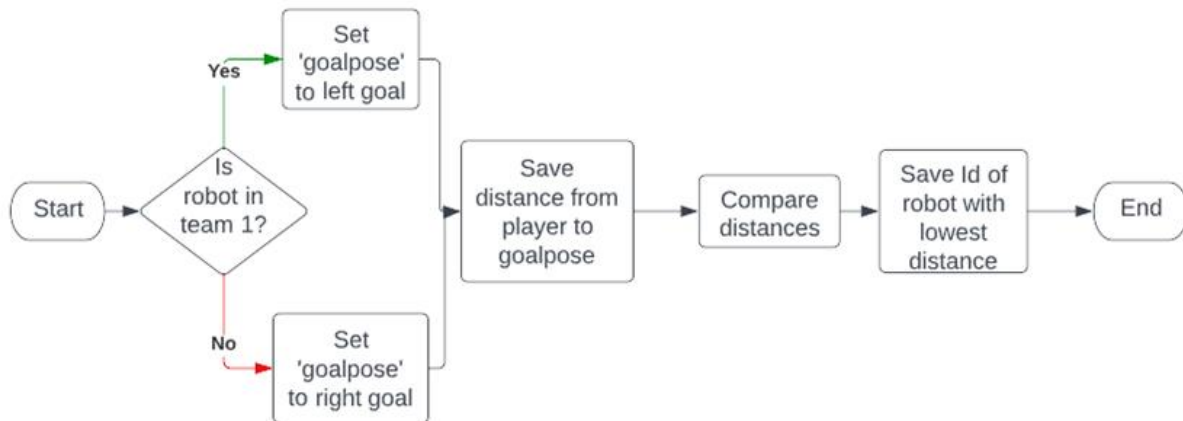 Start
Is
robot in
team 1?
Yes
Set
'goalpose'
to left goal
No
Set
'goalpose'
to right goal
Save
distance from
player to
goalpose
Compare
distances
Save Id of
robot with
lowest
distance
End